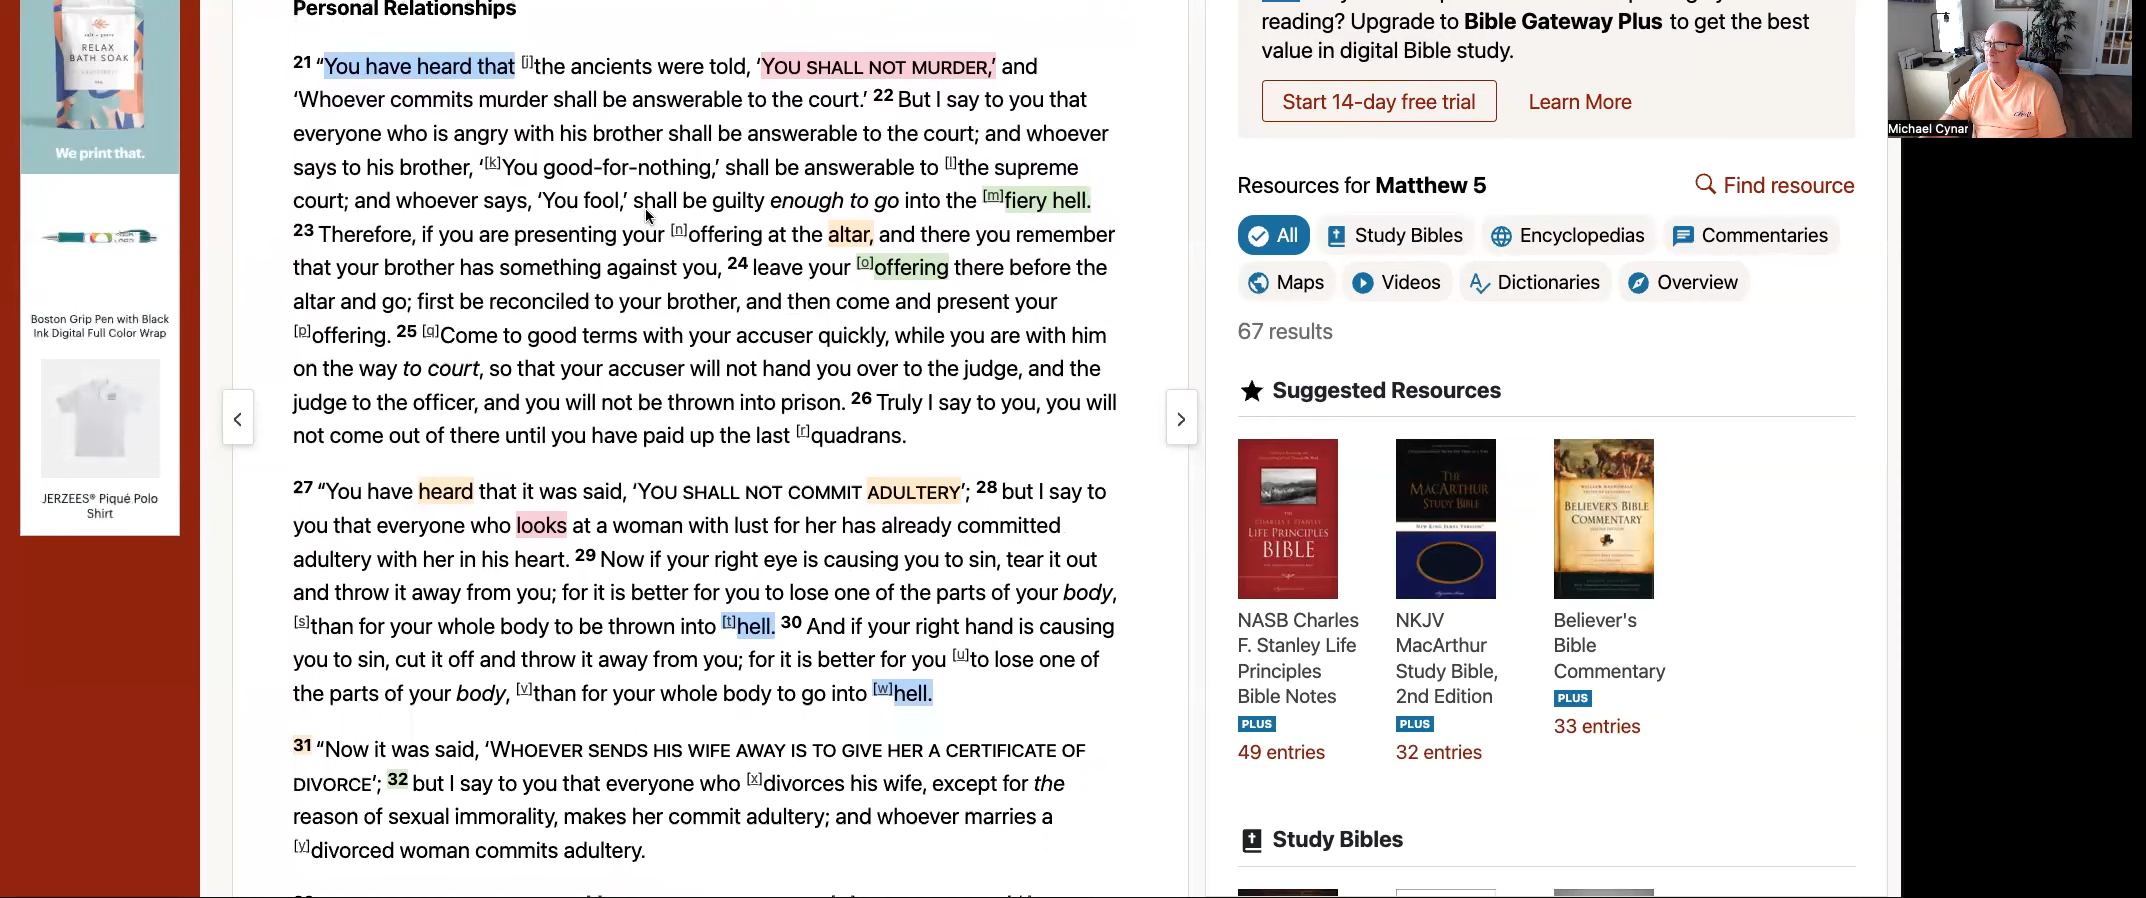 salt + grove
RELAX
BATH SOAK
We print that.
Boston Grip Pen with Black
Ink Digital Full Color Wrap
JERZEES® Piqué Polo
Shirt
Personal Relationships
21 “You have heard that [j]the ancients were told, ‘YOU SHALL NOT MURDER,’ and
‘Whoever commits murder shall be answerable to the court.’ 22 But I say to you that
everyone who is angry with his brother shall be answerable to the court; and whoever
says to his brother, ‘[k]You good-for-nothing,’ shall be answerable to [l]the supreme
court; and whoever says, ‘You fool,’ shall be guilty enough to go into the [m]fiery hell.
23 Therefore, if you are presenting your [n]offering at the altar, and there you remember
that your brother has something against you, 24 leave your [o]offering there before the
altar and go; first be reconciled to your brother, and then come and present your
[p]offering. 25 [q]Come to good terms with your accuser quickly, while you are with him
on the way to court, so that your accuser will not hand you over to the judge, and the
judge to the officer, and you will not be thrown into prison. 26 Truly I say to you, you will
not come out of there until you have paid up the last [r]quadrans.
27 “You have heard that it was said, ‘YOU SHALL NOT COMMIT ADULTERY’; 28 but I say to
you that everyone who looks at a woman with lust for her has already committed
adultery with her in his heart. 29 Now if your right eye is causing you to sin, tear it out
and throw it away from you; for it is better for you to lose one of the parts of your body,
[s]than for your whole body to be thrown into [t]hell. 30 And if your right hand is causing
you to sin, cut it off and throw it away from you; for it is better for you [u]to lose one of
the parts of your body, [v]than for your whole body to go into [w]hell.
31 “Now it was said, ‘WHOEVER SENDS HIS WIFE AWAY IS TO GIVE HER A CERTIFICATE OF
DIVORCE’; 32 but I say to you that everyone who [x]divorces his wife, except for the
reason of sexual immorality, makes her commit adultery; and whoever marries a
[y]divorced woman commits adultery.
reading? Upgrade to Bible Gateway Plus to get the best
value in digital Bible study.
Start 14-day free trial Learn More
Resources for Matthew 5 Find resource
All Study Bibles Encyclopedias Commentaries
Maps Videos Dictionaries Overview
67 results
Suggested Resources
THE
CHARLES F. STANLEY
LIFE PRINCIPLES
BIBLE
THE
MACARTHUR
STUDY BIBLE
NEW KING JAMES VERSION
WILLIAM MACDONALD
BELIEVER'S BIBLE
COMMENTARY
NASB Charles
F. Stanley Life
Principles
Bible Notes
PLUS
49 entries
NKJV
MacArthur
Study Bible,
2nd Edition
PLUS
32 entries
Believer's
Bible
Commentary
PLUS
33 entries
Study Bibles
Michael Cynar